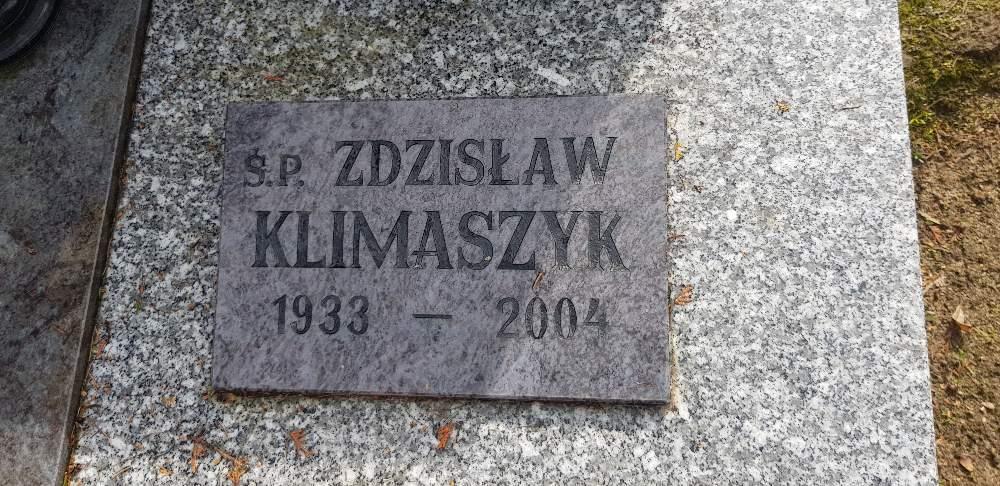 Ś.P. ZDZISŁAW
KLIMASZYK
1933 – 2004